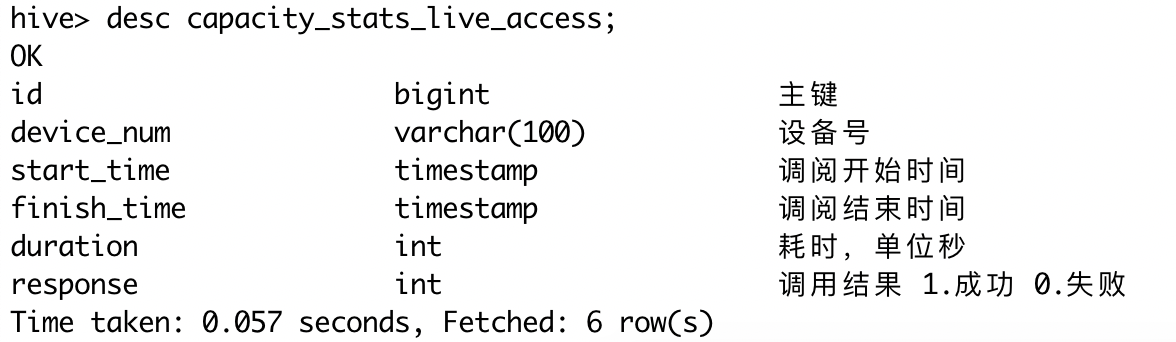 hive> desc capacity_stats_live_access;
OK
id bigint 主键
device_num varchar(100) 设备号
start_time timestamp 调阅开始时间
finish_time timestamp 调阅结束时间
duration int 耗时，单位秒
response int 调用结果 1.成功 0.失败
Time taken: 0.057 seconds, Fetched: 6 row(s)